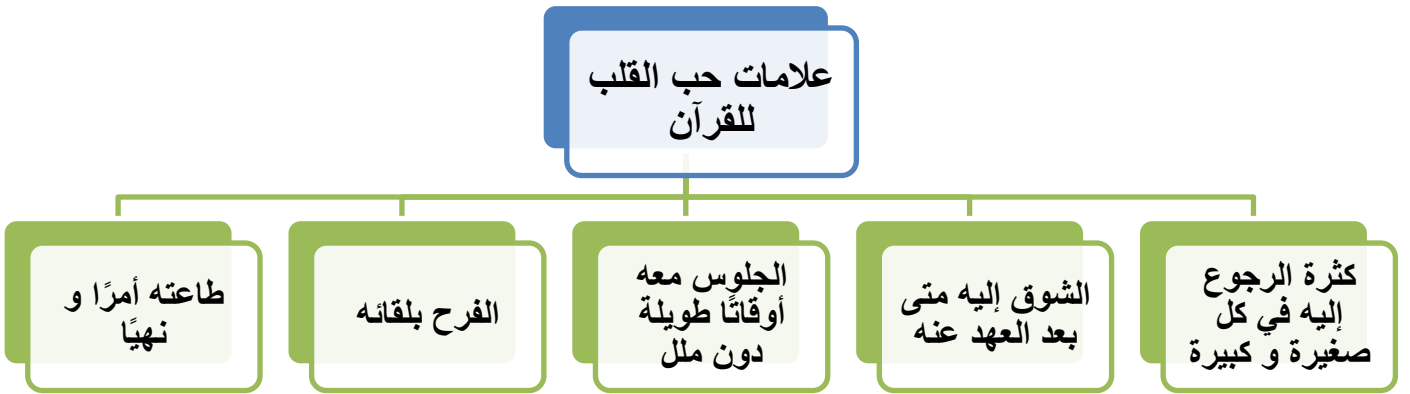 علامات حب القلب
للقرآن
كثرة الرجوع
إليه في كل
صغيرة و كبيرة
الشوق إليه متى
بعد العهد عنه
الجلوس معه
أوقاتًا طويلة
دون ملل
الفرح بلقائه
طاعته أمرًا و
نهيًا